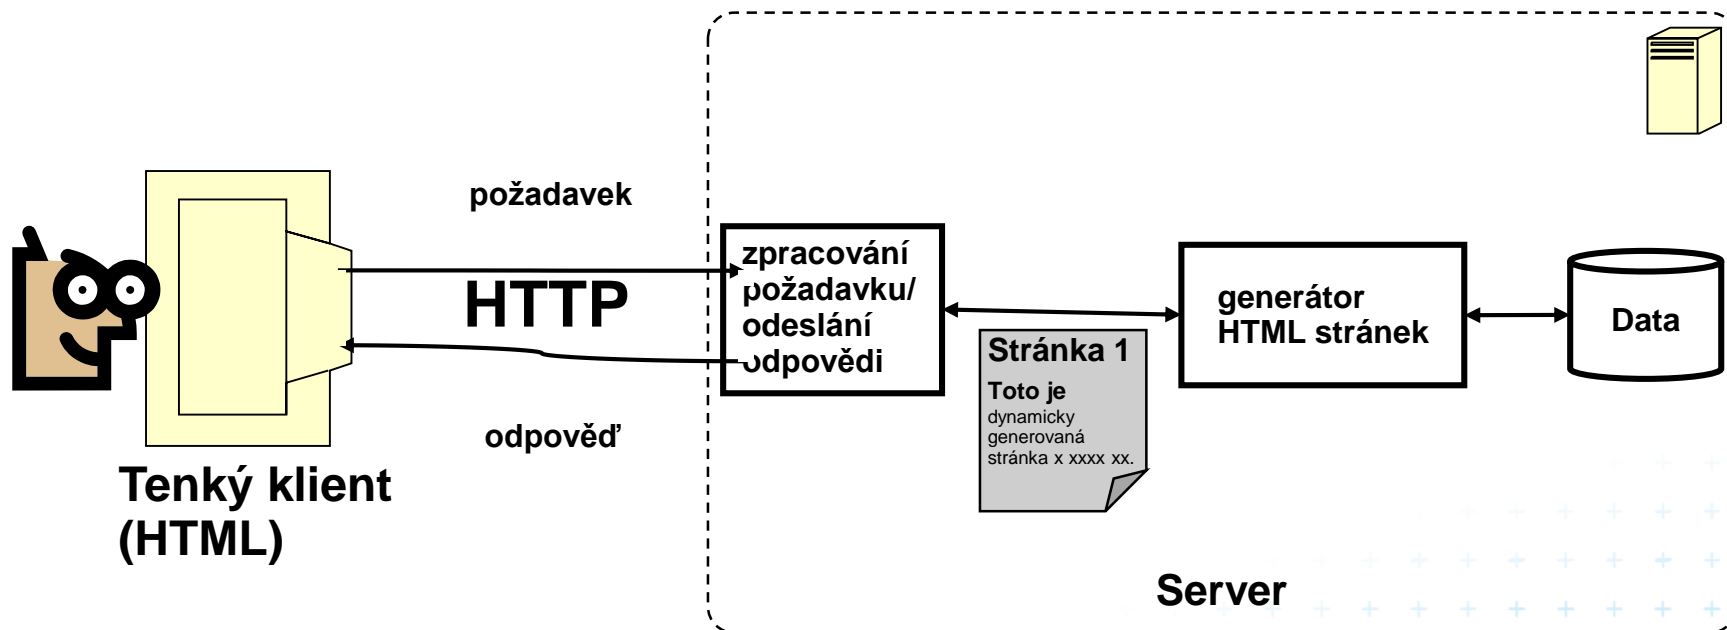 požadavek
HTTP
odpověď
Tenký klient
(HTML)
zpracování
požadavku/
odeslání
odpovědi
Stránka 1
Toto je
dynamicky
generovaná
stránka x xxxx xx.
generátor
HTML stránek
Data
Server